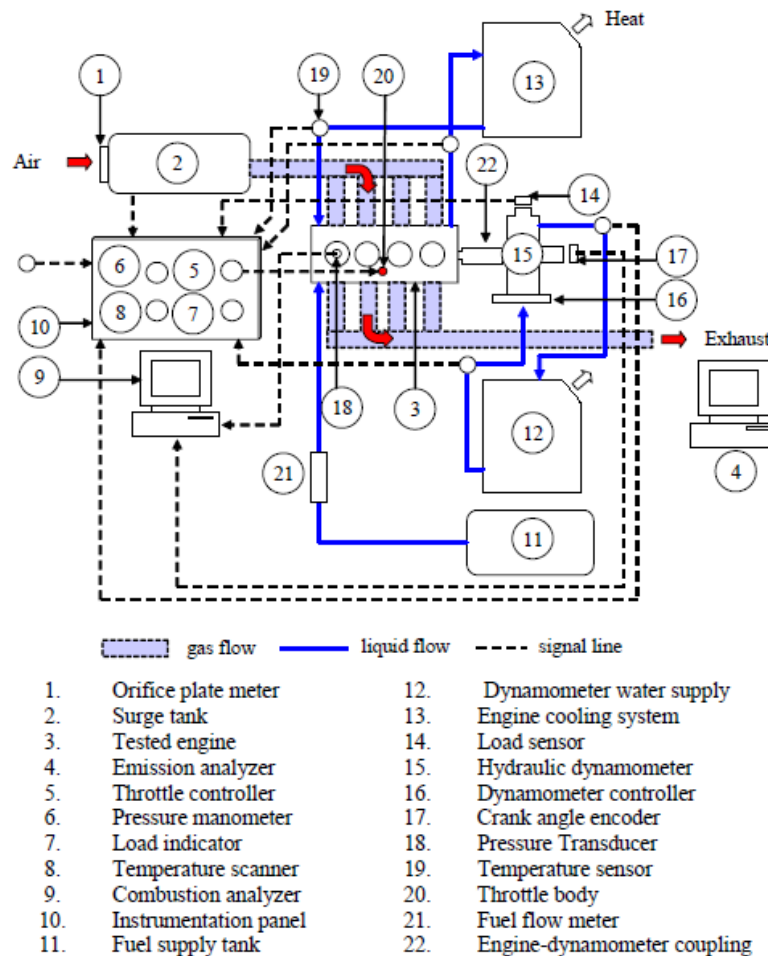 Heat
1
19
20
13
Air
2
22
14
6
5
15
17
8
7
16
10
Exhaust
9
18
3
12
4
21
11
gas flow
liquid flow
signal line
1. Orifice plate meter
2. Surge tank
3. Tested engine
4. Emission analyzer
5. Throttle controller
6. Pressure manometer
7. Load indicator
8. Temperature scanner
9. Combustion analyzer
10. Instrumentation panel
11. Fuel supply tank
12. Dynamometer water supply
13. Engine cooling system
14. Load sensor
15. Hydraulic dynamometer
16. Dynamometer controller
17. Crank angle encoder
18. Pressure Transducer
19. Temperature sensor
20. Throttle body
21. Fuel flow meter
22. Engine-dynamometer coupling